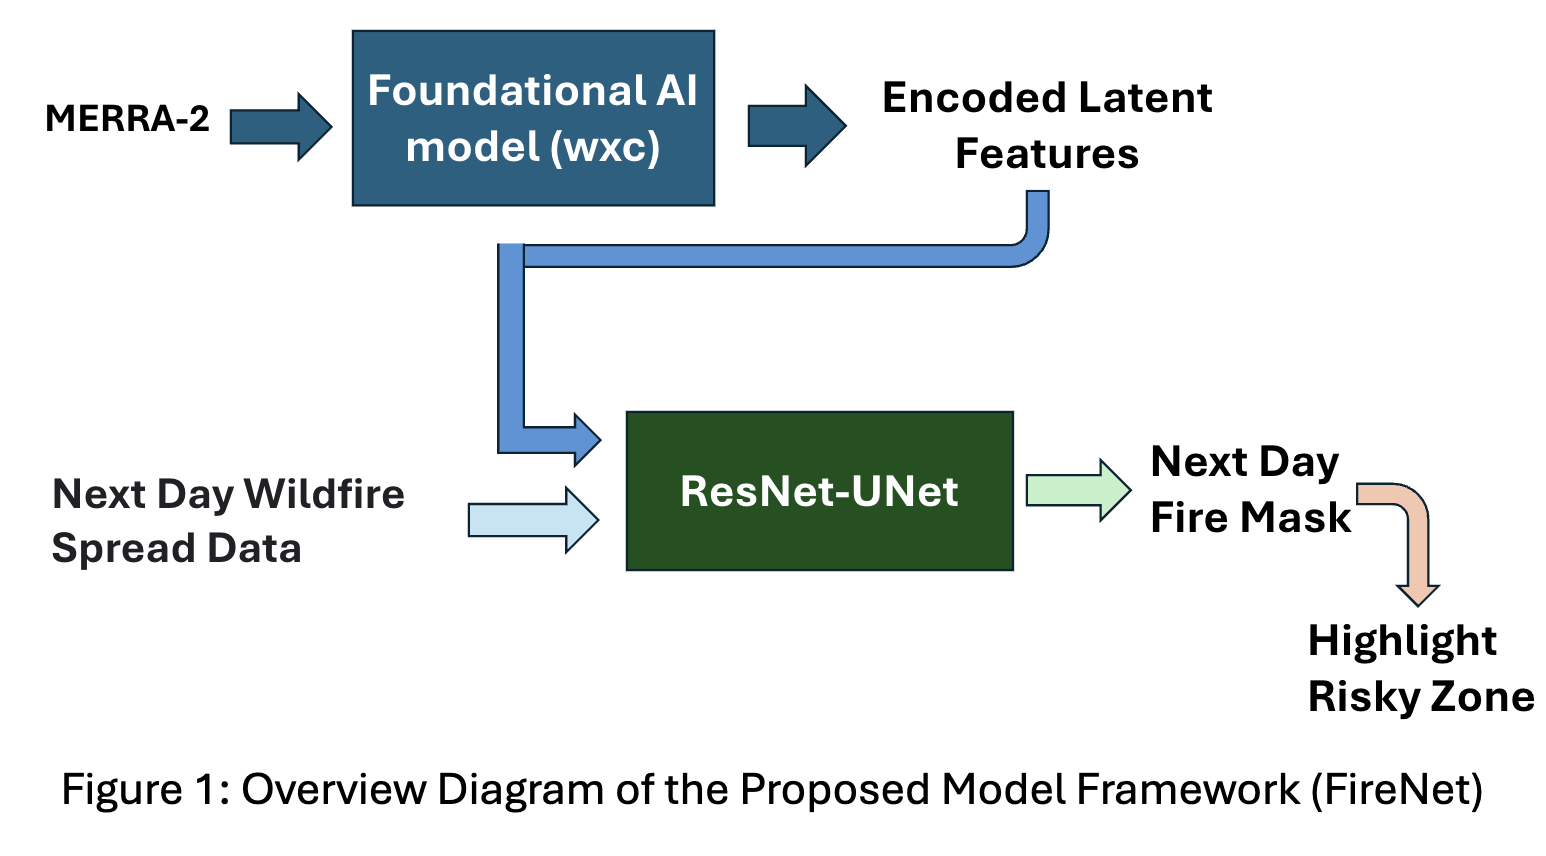 MERRA-2
Foundational AI
model (wxc)
Encoded Latent
Features
Next Day Wildfire
Spread Data
ResNet-UNet
Next Day
Fire Mask
Highlight
Risky Zone
Figure 1: Overview Diagram of the Proposed Model Framework (FireNet)